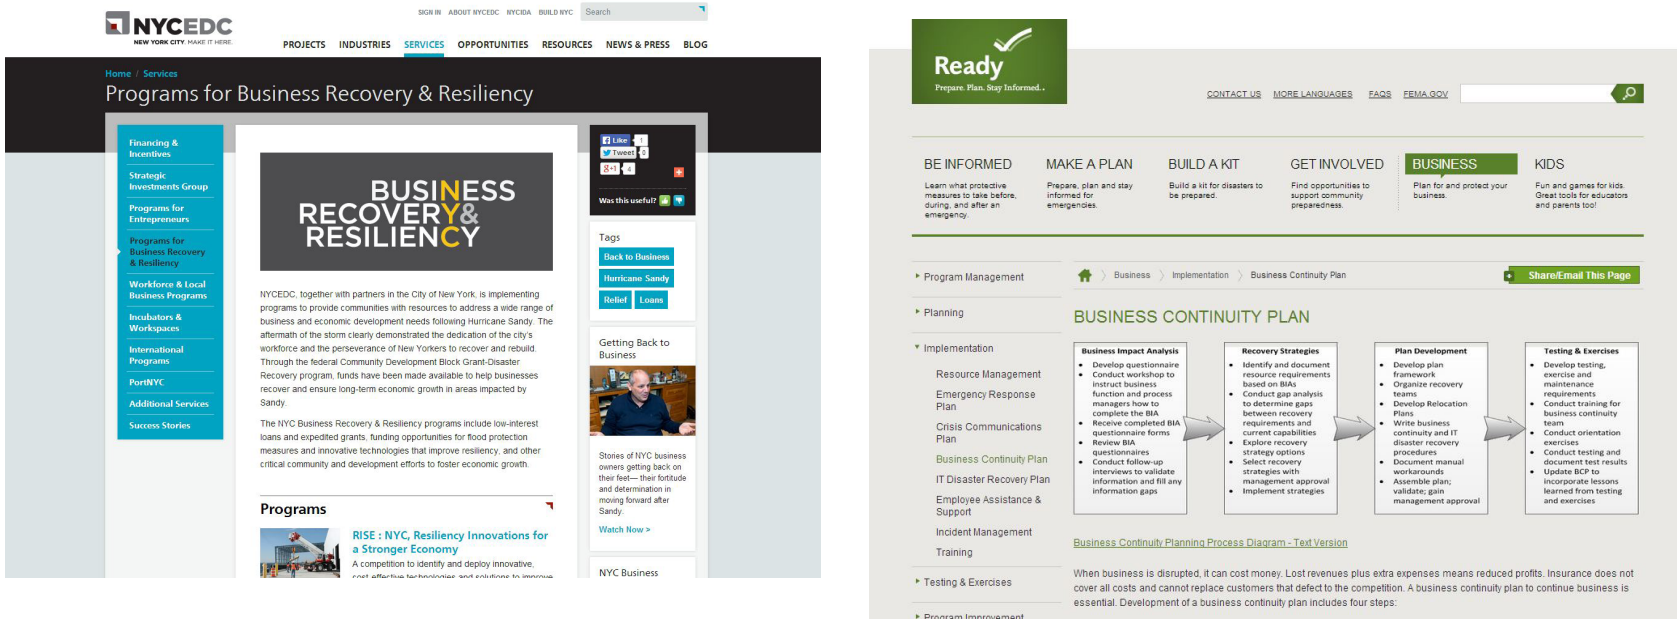 NYCEDC
NEW YORK CITY. MAKE IT HERE.
SIGN IN ABOUT NYCEDC NYCIDA BUILD NYC Search
PROJECTS INDUSTRIES SERVICES OPPORTUNITIES RESOURCES NEWS & PRESS BLOG
Home / Services
Programs for Business Recovery & Resiliency
Financing &
Incentives
Strategic
Investments Group
Programs for
Entrepreneurs
Programs for
Business Recovery
& Resiliency
Workforce & Local
Business Programs
Incubators &
Workspaces
International
Programs
PortNYC
Additional Services
Success Stories
BUSINESS
RECOVERY&
RESILIENCY
NYCEDC, together with partners in the City of New York, is implementing
programs to provide communities with resources to address a wide range of
business and economic development needs following Hurricane Sandy. The
aftermath of the storm clearly demonstrated the dedication of the city's
workforce and the perseverance of New Yorkers to recover and rebuild.
Through the federal Community Development Block Grant-Disaster
Recovery program, funds have been made available to help businesses
recover and ensure long-term economic growth in areas impacted by
Sandy.
The NYC Business Recovery & Resiliency programs include low-interest
loans and expedited grants, funding opportunities for flood protection
measures and innovative technologies that improve resiliency, and other
critical community and development efforts to foster economic growth.
Programs
RISE : NYC, Resiliency Innovations for
a Stronger Economy
A competition to identify and deploy innovative,
cost-effective technologies and solutions to improve
Like 1
Tweet 0
g+1 4
Was this useful?
Tags
Back to Business
Hurricane Sandy
Relief Loans
Getting Back to
Business
Stories of NYC business
owners getting back on
their feet— their fortitude
and determination in
moving forward after
Sandy.
Watch Now >
NYC Business
Ready
Prepare. Plan. Stay Informed.
CONTACT US MORE LANGUAGES FAQS FEMA.GOV
BE INFORMED
Learn what protective
measures to take before,
during, and after an
emergency.
MAKE A PLAN
Prepare, plan and stay
informed for
emergencies.
BUILD A KIT
Build a kit for disasters to
be prepared.
GET INVOLVED
Find opportunities to
support community
preparedness.
BUSINESS
Plan for and protect your
business.
KIDS
Fun and games for kids.
Great tools for educators
and parents too!
Program Management
Planning
Implementation
Resource Management
Emergency Response
Plan
Crisis Communications
Plan
Business Continuity Plan
IT Disaster Recovery Plan
Employee Assistance &
Support
Incident Management
Training
Testing & Exercises
Program Improvement
Business Implementation Business Continuity Plan
Share/Email This Page
BUSINESS CONTINUITY PLAN
Business Impact Analysis
• Develop questionnaire
• Conduct workshop to
instruct business
function and process
managers how to
complete the BIA
• Receive completed BIA
questionnaire forms
• Review BIA
questionnaires
• Conduct follow-up
interviews to validate
information and fill any
information gaps
Recovery Strategies
• Identify and document
resource requirements
based on BIAs
• Conduct gap analysis
to determine gaps
between recovery
requirements and
current capabilities
• Explore recovery
strategy options
• Select recovery
strategies with
management approval
• Implement strategies
Plan Development
• Develop plan
framework
• Organize recovery
teams
• Develop Relocation
Plans
• Write business
continuity and IT
disaster recovery
procedures
• Document manual
workarounds
• Assemble plan;
validate; gain
management approval
Testing & Exercises
• Develop testing,
exercise and
maintenance
requirements
• Conduct training for
business continuity
team
• Conduct orientation
exercises
• Conduct testing and
document test results
• Update BCP to
incorporate lessons
learned from testing
and exercises
Business Continuity Planning Process Diagram - Text Version
When business is disrupted, it can cost money. Lost revenues plus extra expenses means reduced profits. Insurance does not
cover all costs and cannot replace customers that defect to the competition. A business continuity plan to continue business is
essential. Development of a business continuity plan includes four steps: